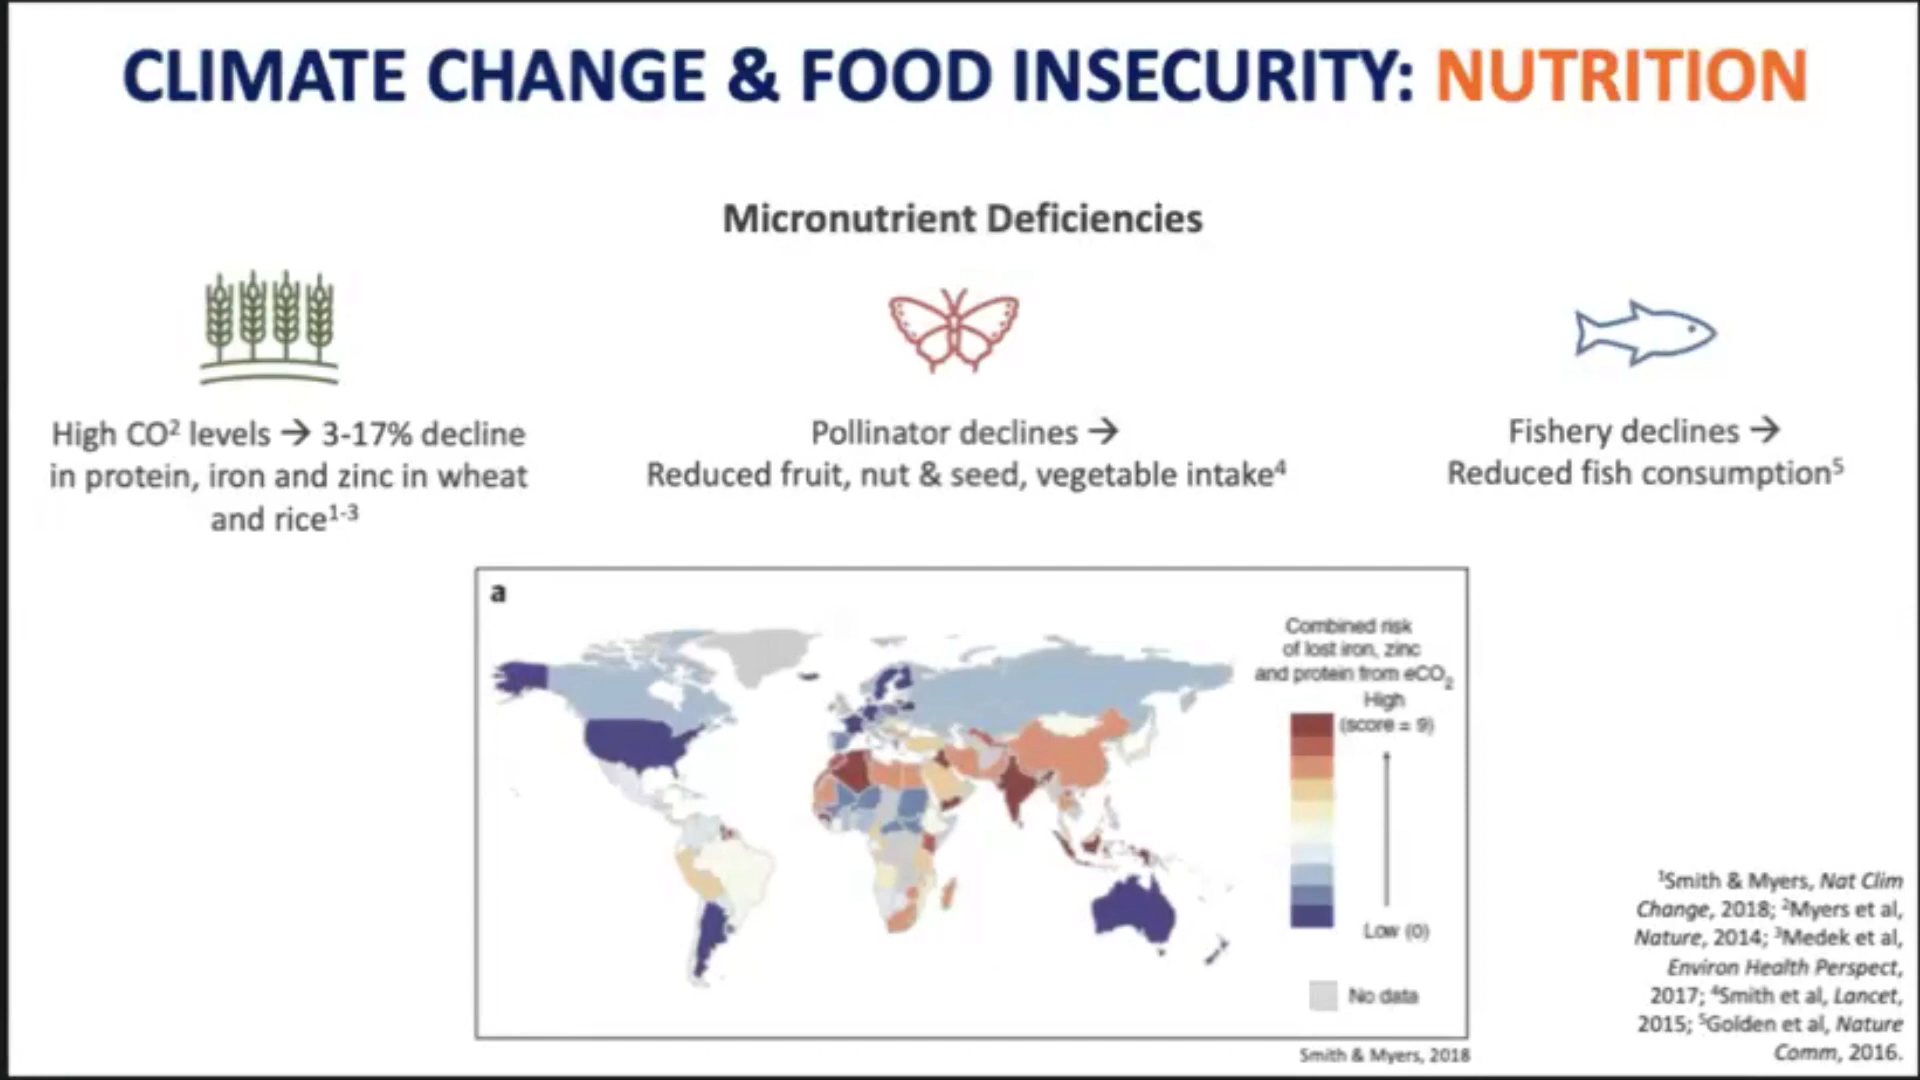 CLIMATE CHANGE & FOOD INSECURITY: NUTRITION
Micronutrient Deficiencies
High CO² levels → 3-17% decline
in protein, iron and zinc in wheat
and rice¹⁻³
Pollinator declines →
Reduced fruit, nut & seed, vegetable intake⁴
Fishery declines →
Reduced fish consumption⁵
a
Combined risk
of lost iron, zinc
and protein from eCO₂
High
(score = 9)
Low (0)
No data
Smith & Myers, 2018
¹Smith & Myers, Nat Clim
Change, 2018; ²Myers et al,
Nature, 2014; ³Medek et al,
Environ Health Perspect,
2017; ⁴Smith et al, Lancet,
2015; ⁵Golden et al, Nature
Comm, 2016.